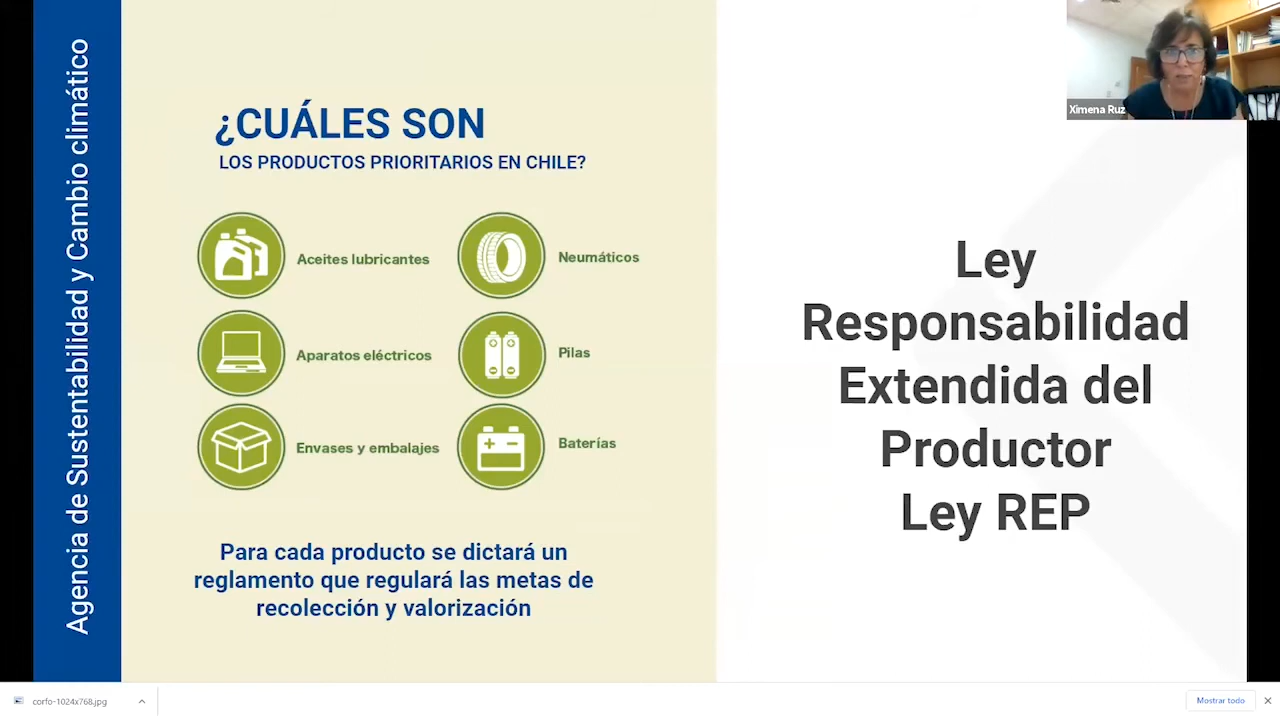 Agencia de Sustentabilidad y Cambio climático
¿CUÁLES SON
LOS PRODUCTOS PRIORITARIOS EN CHILE?
Aceites lubricantes
Neumáticos
Aparatos eléctricos
Pilas
Envases y embalajes
Baterías
Para cada producto se dictará un
reglamento que regulará las metas de
recolección y valorización
Ley
Responsabilidad
Extendida del
Productor
Ley REP
Ximena Ruz
corfo-1024x768.jpg
Mostrar todo